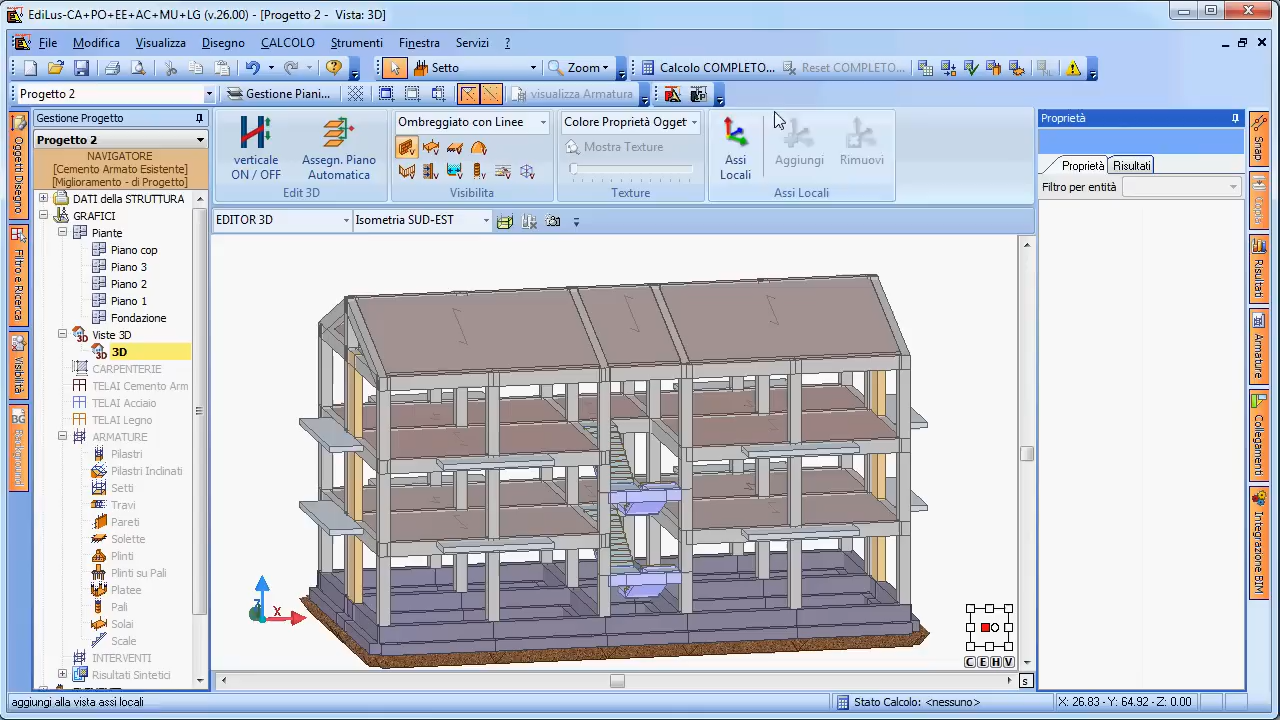 EdiLus-CA+PO+EE+AC+MU+LG (v.26.00) - [Progetto 2 - Vista: 3D]
File Modifica Visualizza Disegno CALCOLO Strumenti Finestra Servizi ?
Setto Zoom Calcolo COMPLETO... Reset COMPLETO...
Progetto 2 Gestione Piani... visualizza Armatura
Gestione Progetto
Progetto 2
NAVIGATORE
[Cemento Armato Esistente]
[Miglioramento - di Progetto]
DATI della STRUTTURA
GRAFICI
Piante
Piano cop
Piano 3
Piano 2
Piano 1
Fondazione
Viste 3D
3D
CARPENTERIE
TELAI Cemento Arm
TELAI Acciaio
TELAI Legno
ARMATURE
Pilastri
Pilastri Inclinati
Setti
Travi
Pareti
Solette
Plinti
Plinti su Pali
Platee
Pali
Solai
Scale
INTERVENTI
Risultati Sintetici
Oggetti Disegno
Filtro e Ricerca
Visibilità
BG
verticale
ON / OFF
Assegn. Piano
Automatica
Edit 3D
Ombreggiato con Linee
Visibilita
Colore Proprietà Ogget
Mostra Texture
Texture
Assi
Locali
Aggiungi
Rimuovi
Assi Locali
EDITOR 3D
Isometria SUD-EST
X
C E H V
s
Proprietà
Proprietà Risultati
Filtro per entità
Snap
Risultati
Armature
Collegamenti
Integrazione BIM
aggiungi alla vista assi locali
Stato Calcolo: <nessuno>
X: 26.83 - Y: 64.92 - Z: 0.00